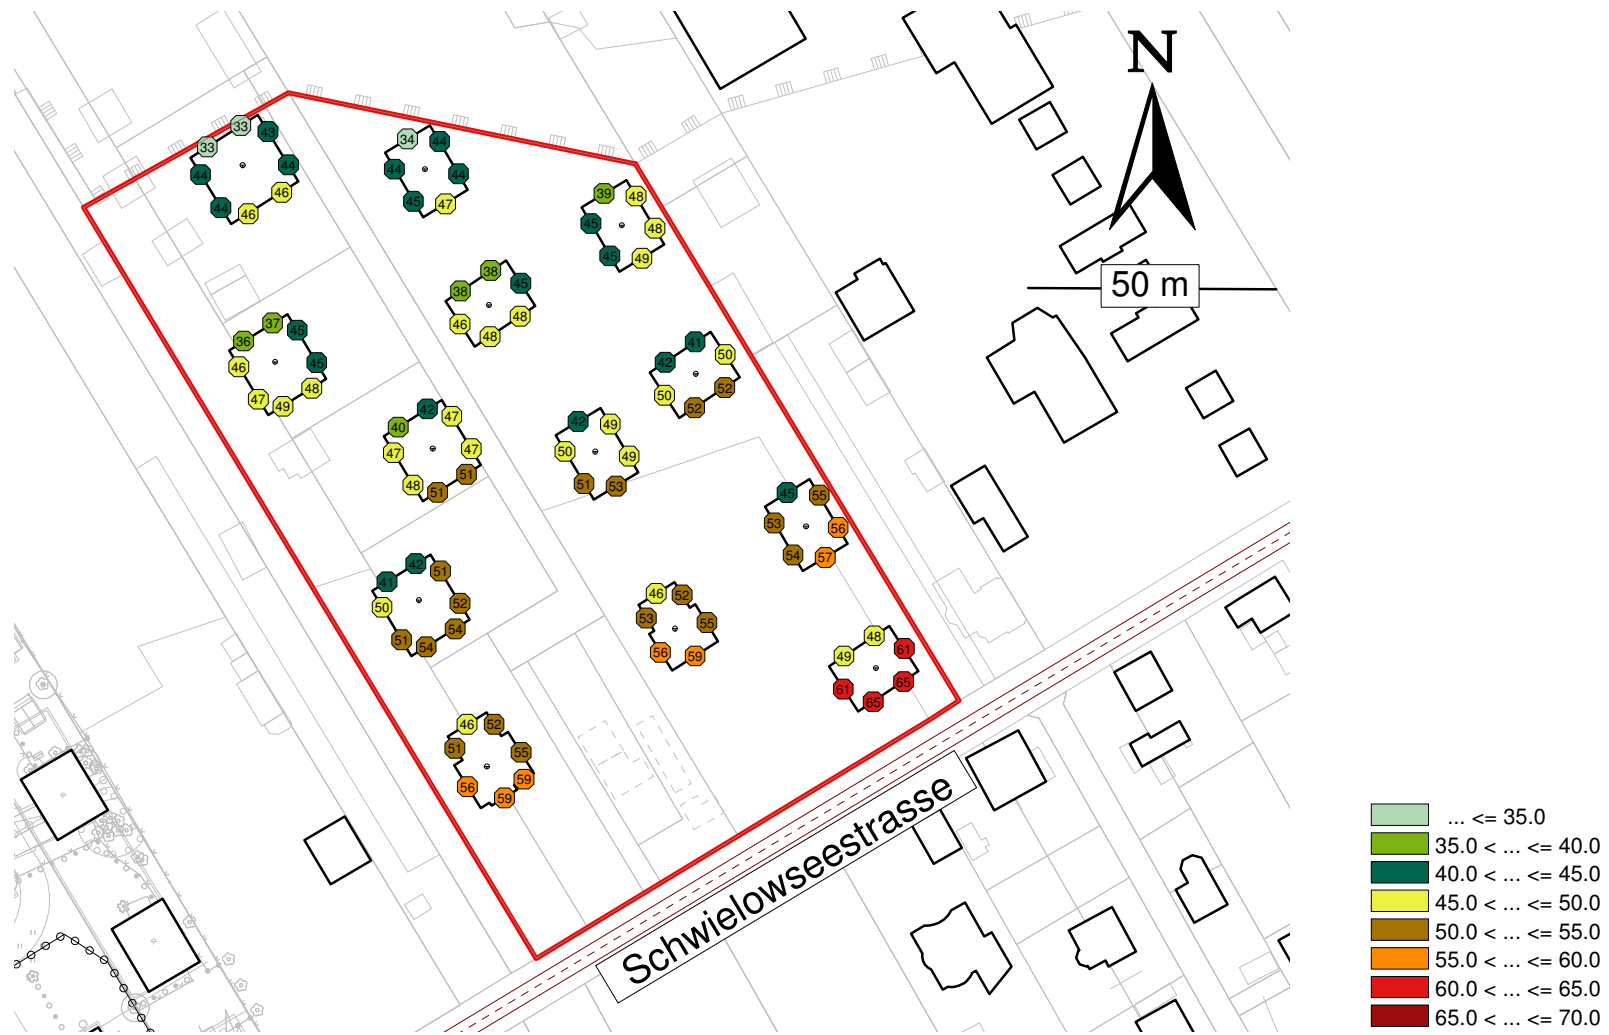 N
50 m
33 33 43 44 44 46 44 46
34 44 44 44 45 47
39 48 45 48 45 49
38 38 45 46 48 48
37 36 45 46 45 48 47 49
41 42 50 50 52 52
42 40 47 47 47 51 48 51
42 49 50 49 51 53
45 55 53 56 54 57
42 41 51 50 52 54 51 54
46 52 53 55 56 59
48 49 61 61 65 65
46 52 51 55 56 59 59
Schwielowseestrasse
... <= 35.0
35.0 < ... <= 40.0
40.0 < ... <= 45.0
45.0 < ... <= 50.0
50.0 < ... <= 55.0
55.0 < ... <= 60.0
60.0 < ... <= 65.0
65.0 < ... <= 70.0